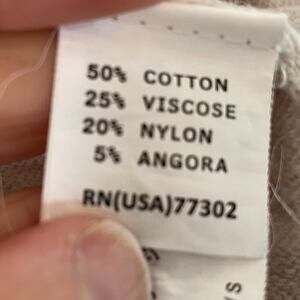 50% COTTON
25% VISCOSE
20% NYLON
5% ANGORA
RN(USA)77302